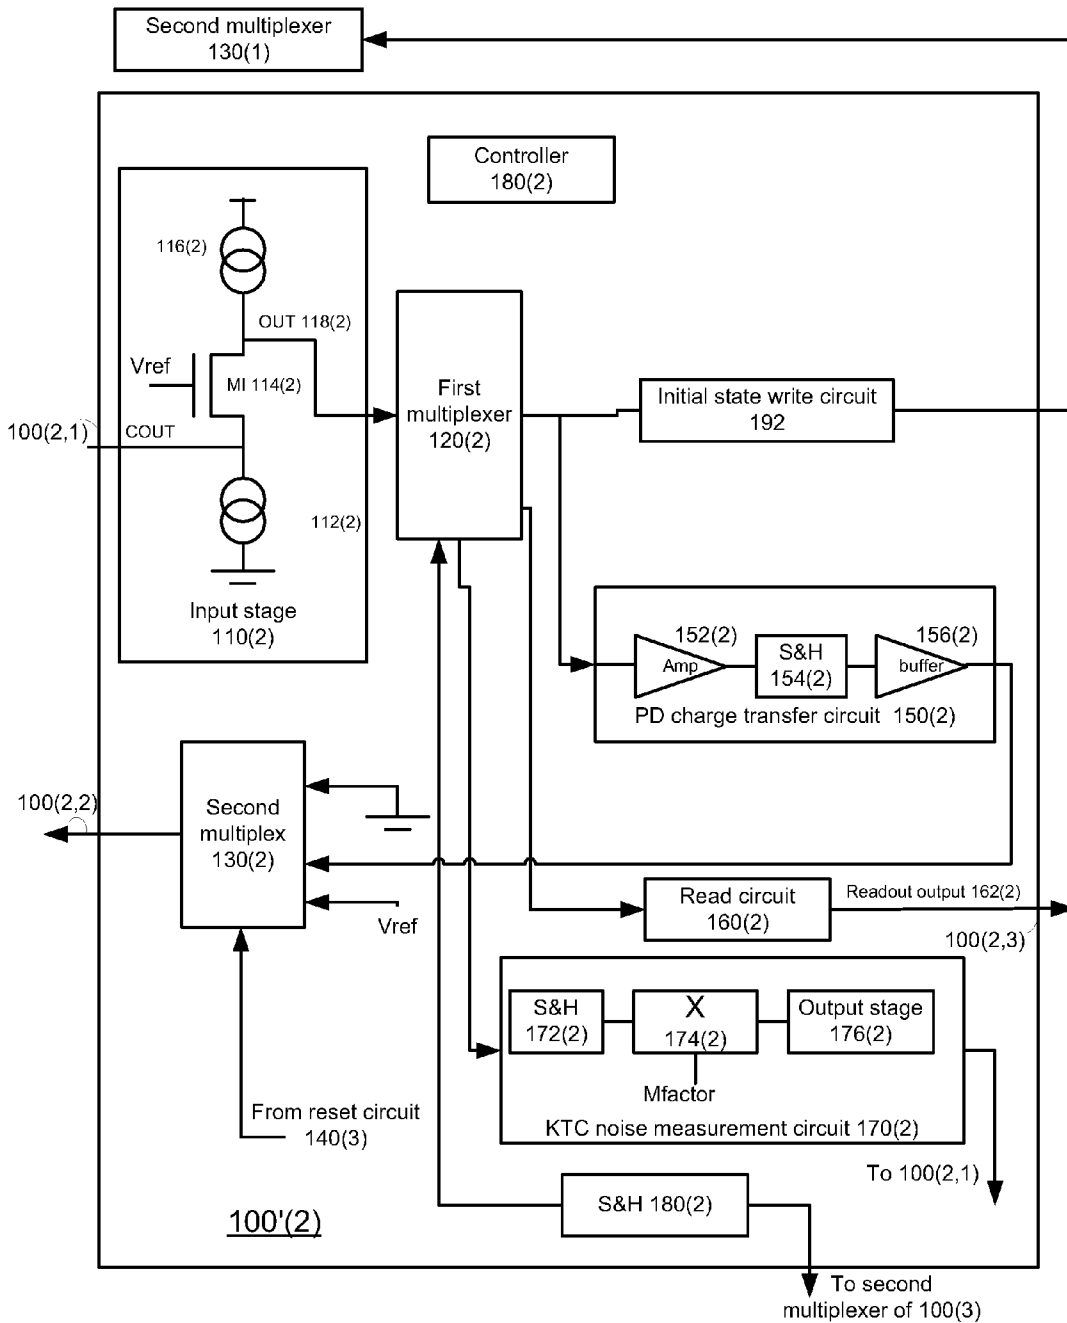 Second multiplexer
130(1)
Controller
180(2)
116(2)
OUT 118(2)
Vref
MI 114(2)
100(2,1)
COUT
112(2)
Input stage
110(2)
First
multiplexer
120(2)
Initial state write circuit
192
152(2)
156(2)
Amp
S&H
154(2)
buffer
PD charge transfer circuit 150(2)
100(2,2)
Second
multiplex
130(2)
Vref
Read circuit
160(2)
Readout output 162(2)
100(2,3)
S&H
172(2)
X
174(2)
Output stage
176(2)
Mfactor
KTC noise measurement circuit 170(2)
From reset circuit
140(3)
To 100(2,1)
S&H 180(2)
100'(2)
To second
multiplexer of 100(3)